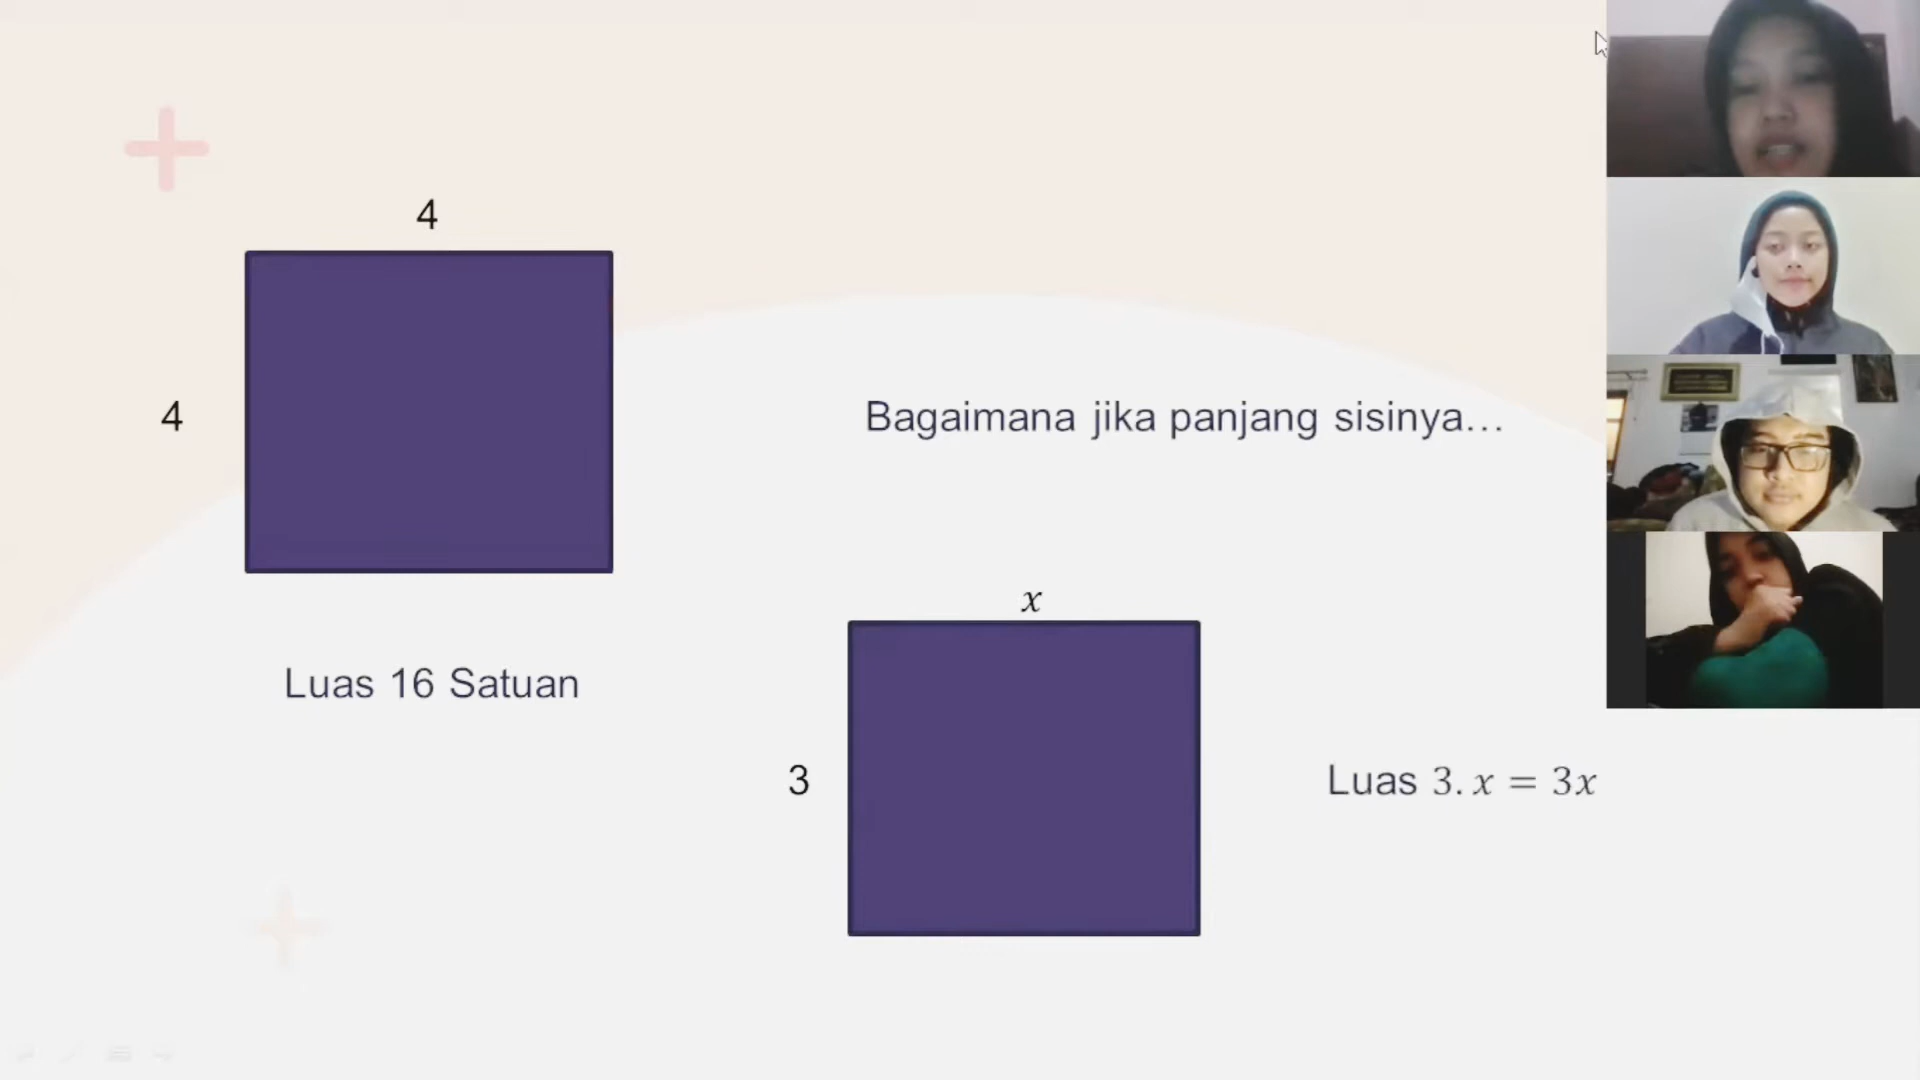 4
4
Bagaimana jika panjang sisinya...
x
Luas 16 Satuan
3
Luas 3. x = 3x